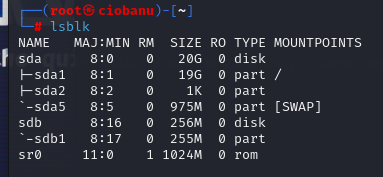 ┌──(root㉿ciobanu)-[~]
└─# lsblk
NAME   MAJ:MIN RM  SIZE RO TYPE MOUNTPOINTS
sda      8:0    0   20G  0 disk
├─sda1   8:1    0   19G  0 part /
├─sda2   8:2    0    1K  0 part
`-sda5   8:5    0  975M  0 part [SWAP]
sdb      8:16   0  256M  0 disk
`-sdb1   8:17   0  255M  0 part
sr0     11:0    1 1024M  0 rom